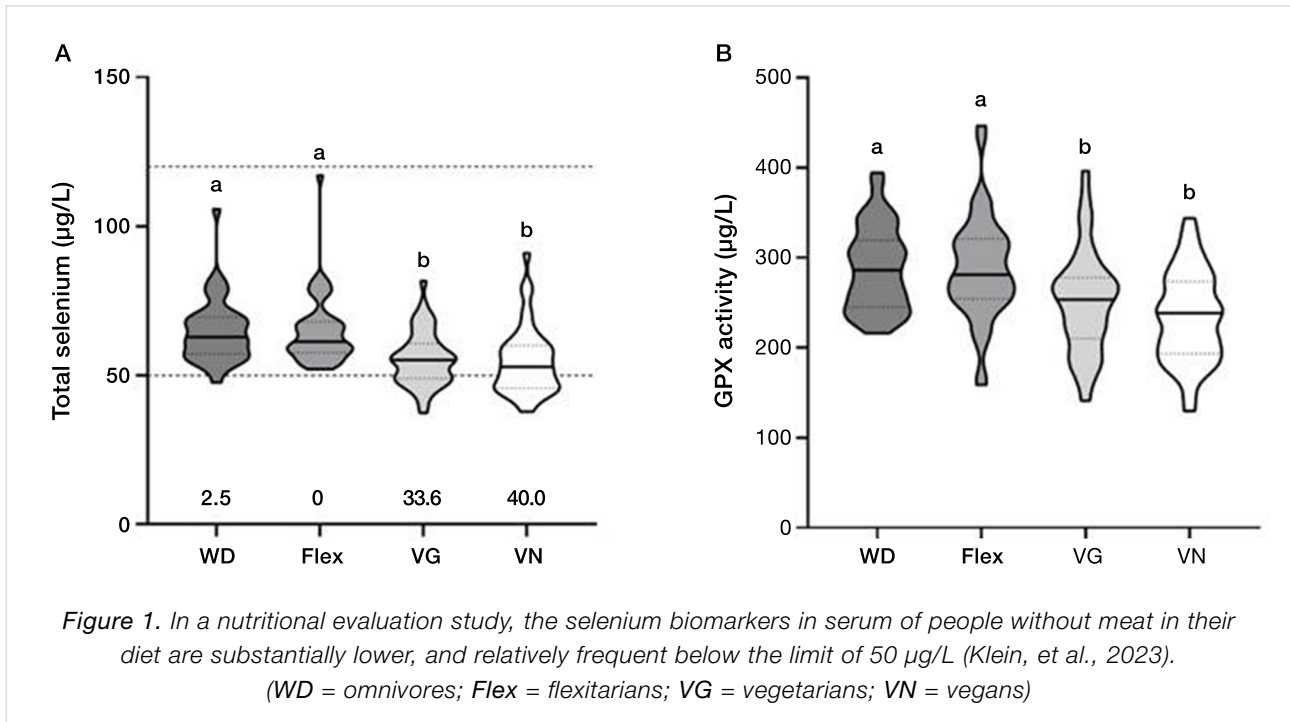 A
Total selenium (µg/L)
150
100
50
0
a
a
b
b
2.5
0
33.6
40.0
WD
Flex
VG
VN
B
GPX activity (µg/L)
500
400
300
200
100
0
a
a
b
b
WD
Flex
VG
VN
Figure 1. In a nutritional evaluation study, the selenium biomarkers in serum of people without meat in their
diet are substantially lower, and relatively frequent below the limit of 50 µg/L (Klein, et al., 2023).
(WD = omnivores; Flex = flexitarians; VG = vegetarians; VN = vegans)